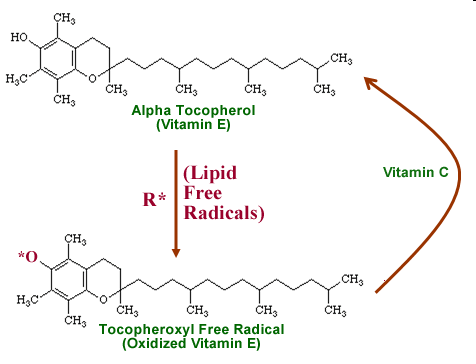 CH₃
HO
CH₃
H₃C
O
CH₃ CH₃ CH₃ CH₃ CH₃
Alpha Tocopherol
(Vitamin E)
R*
(Lipid
Free
Radicals)
Vitamin C
CH₃
*O
CH₃
H₃C
O
CH₃ CH₃ CH₃ CH₃ CH₃
Tocopheroxyl Free Radical
(Oxidized Vitamin E)